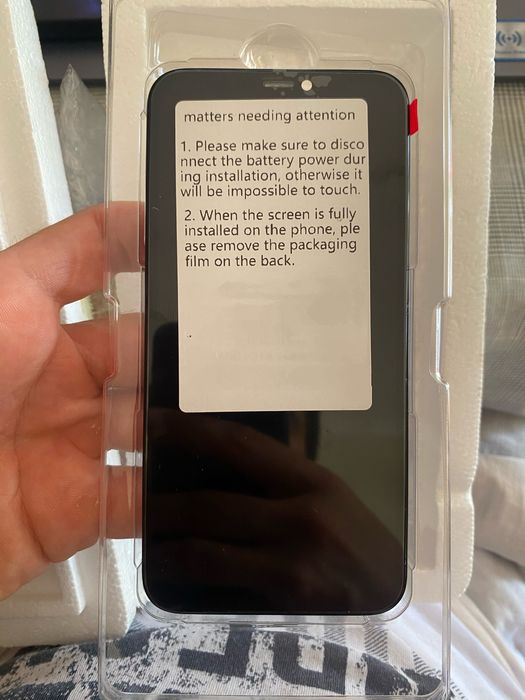 matters needing attention
1. Please make sure to disco
nnect the battery power dur
ing installation, otherwise it
will be impossible to touch.
2. When the screen is fully
installed on the phone, ple
ase remove the packaging
film on the back.